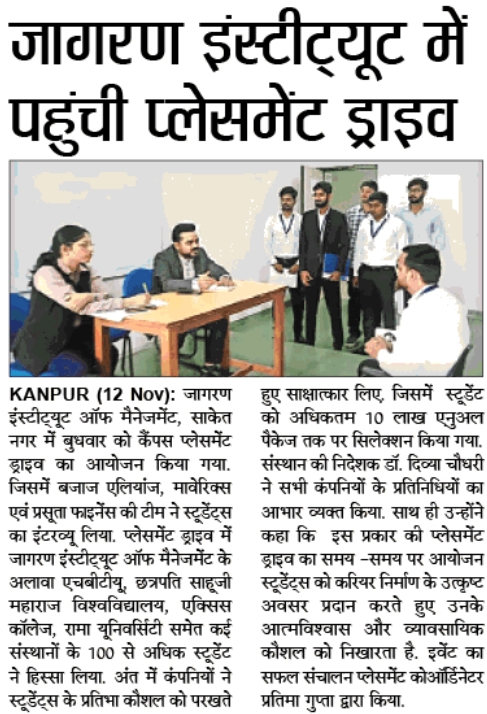 जागरण इंस्टीट्यूट में
पहुंची प्लेसमेंट ड्राइव
KANPUR (12 Nov): जागरण
इंस्टीट्यूट ऑफ मैनेजमेंट, साकेत
नगर में बुधवार को कैंपस प्लेसमेंट
ड्राइव का आयोजन किया गया.
जिसमें बजाज एलियांज, मावेरिक्स
एवं प्रसूता फाइनेंस की टीम ने स्टूडेंट्स
का इंटरव्यू लिया. प्लेसमेंट ड्राइव में
जागरण इंस्टीट्यूट ऑफ मैनेजमेंट के
अलावा एचबीटीयू, छत्रपति साहूजी
महाराज विश्वविद्यालय, एक्सिस
कॉलेज, रामा यूनिवर्सिटी समेत कई
संस्थानों के 100 से अधिक स्टूडेंट
ने हिस्सा लिया. अंत में कंपनियों ने
स्टूडेंट्स के प्रतिभा कौशल को परखते
हुए साक्षात्कार लिए. जिसमें स्टूडेंट
को अधिकतम 10 लाख एनुअल
पैकेज तक पर सिलेक्शन किया गया.
संस्थान की निदेशक डॉ. दिव्या चौधरी
ने सभी कंपनियों के प्रतिनिधियों का
आभार व्यक्त किया. साथ ही उन्होंने
कहा कि इस प्रकार की प्लेसमेंट
ड्राइव का समय -समय पर आयोजन
स्टूडेंट्स को करियर निर्माण के उत्कृष्ट
अवसर प्रदान करते हुए उनके
आत्मविश्वास और व्यावसायिक
कौशल को निखारता है. इवेंट का
सफल संचालन प्लेसमेंट कोऑर्डिनेटर
प्रतिमा गुप्ता द्वारा किया.